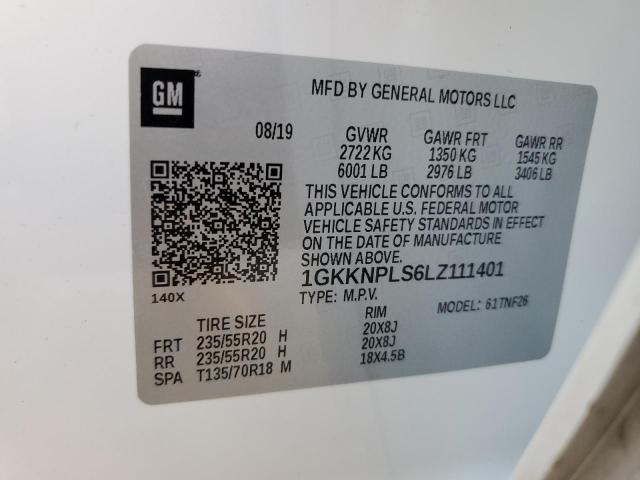 GM
MFD BY GENERAL MOTORS LLC
08/19 GVWR GAWR FRT GAWR RR
2722 KG 1350 KG 1545 KG
6001 LB 2976 LB 3406 LB
THIS VEHICLE CONFORMS TO ALL
APPLICABLE U.S. FEDERAL MOTOR
VEHICLE SAFETY STANDARDS IN EFFECT
ON THE DATE OF MANUFACTURE
SHOWN ABOVE.
1GKKNPLS6LZ111401
140X TYPE: M.P.V. MODEL: 61TNF26
TIRE SIZE RIM
FRT 235/55R20 H 20X8J
RR 235/55R20 H 20X8J
SPA T135/70R18 M 18X4.5B